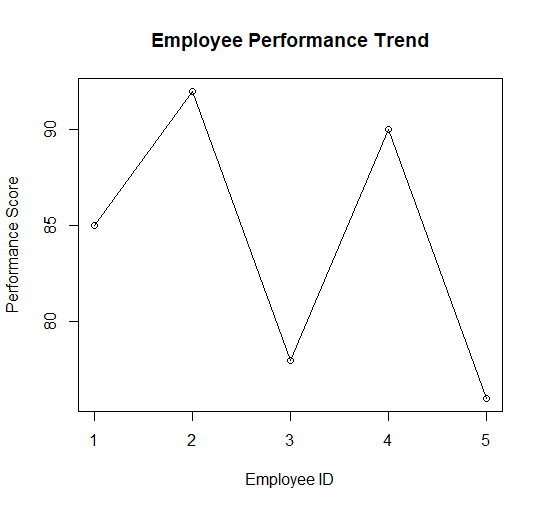 Employee Performance Trend
Performance Score
90
85
80
1 2 3 4 5
Employee ID